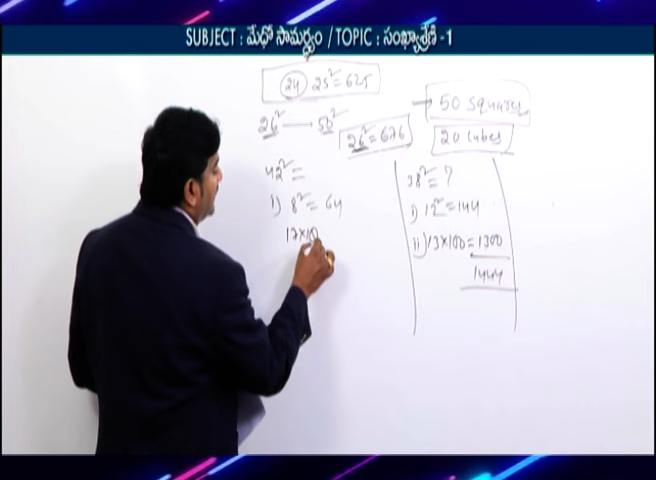 SUBJECT : మేధో సామర్థ్యం / TOPIC : సంఖ్యాశ్రేణి -1
24 25² = 625
→ 50 Squares
26² — 50²
26² = 676
20 Cubes
42² =
i) 8² = 64
17×10
38² = ?
i) 12² = 144
ii) 13×100 = 1300
1444